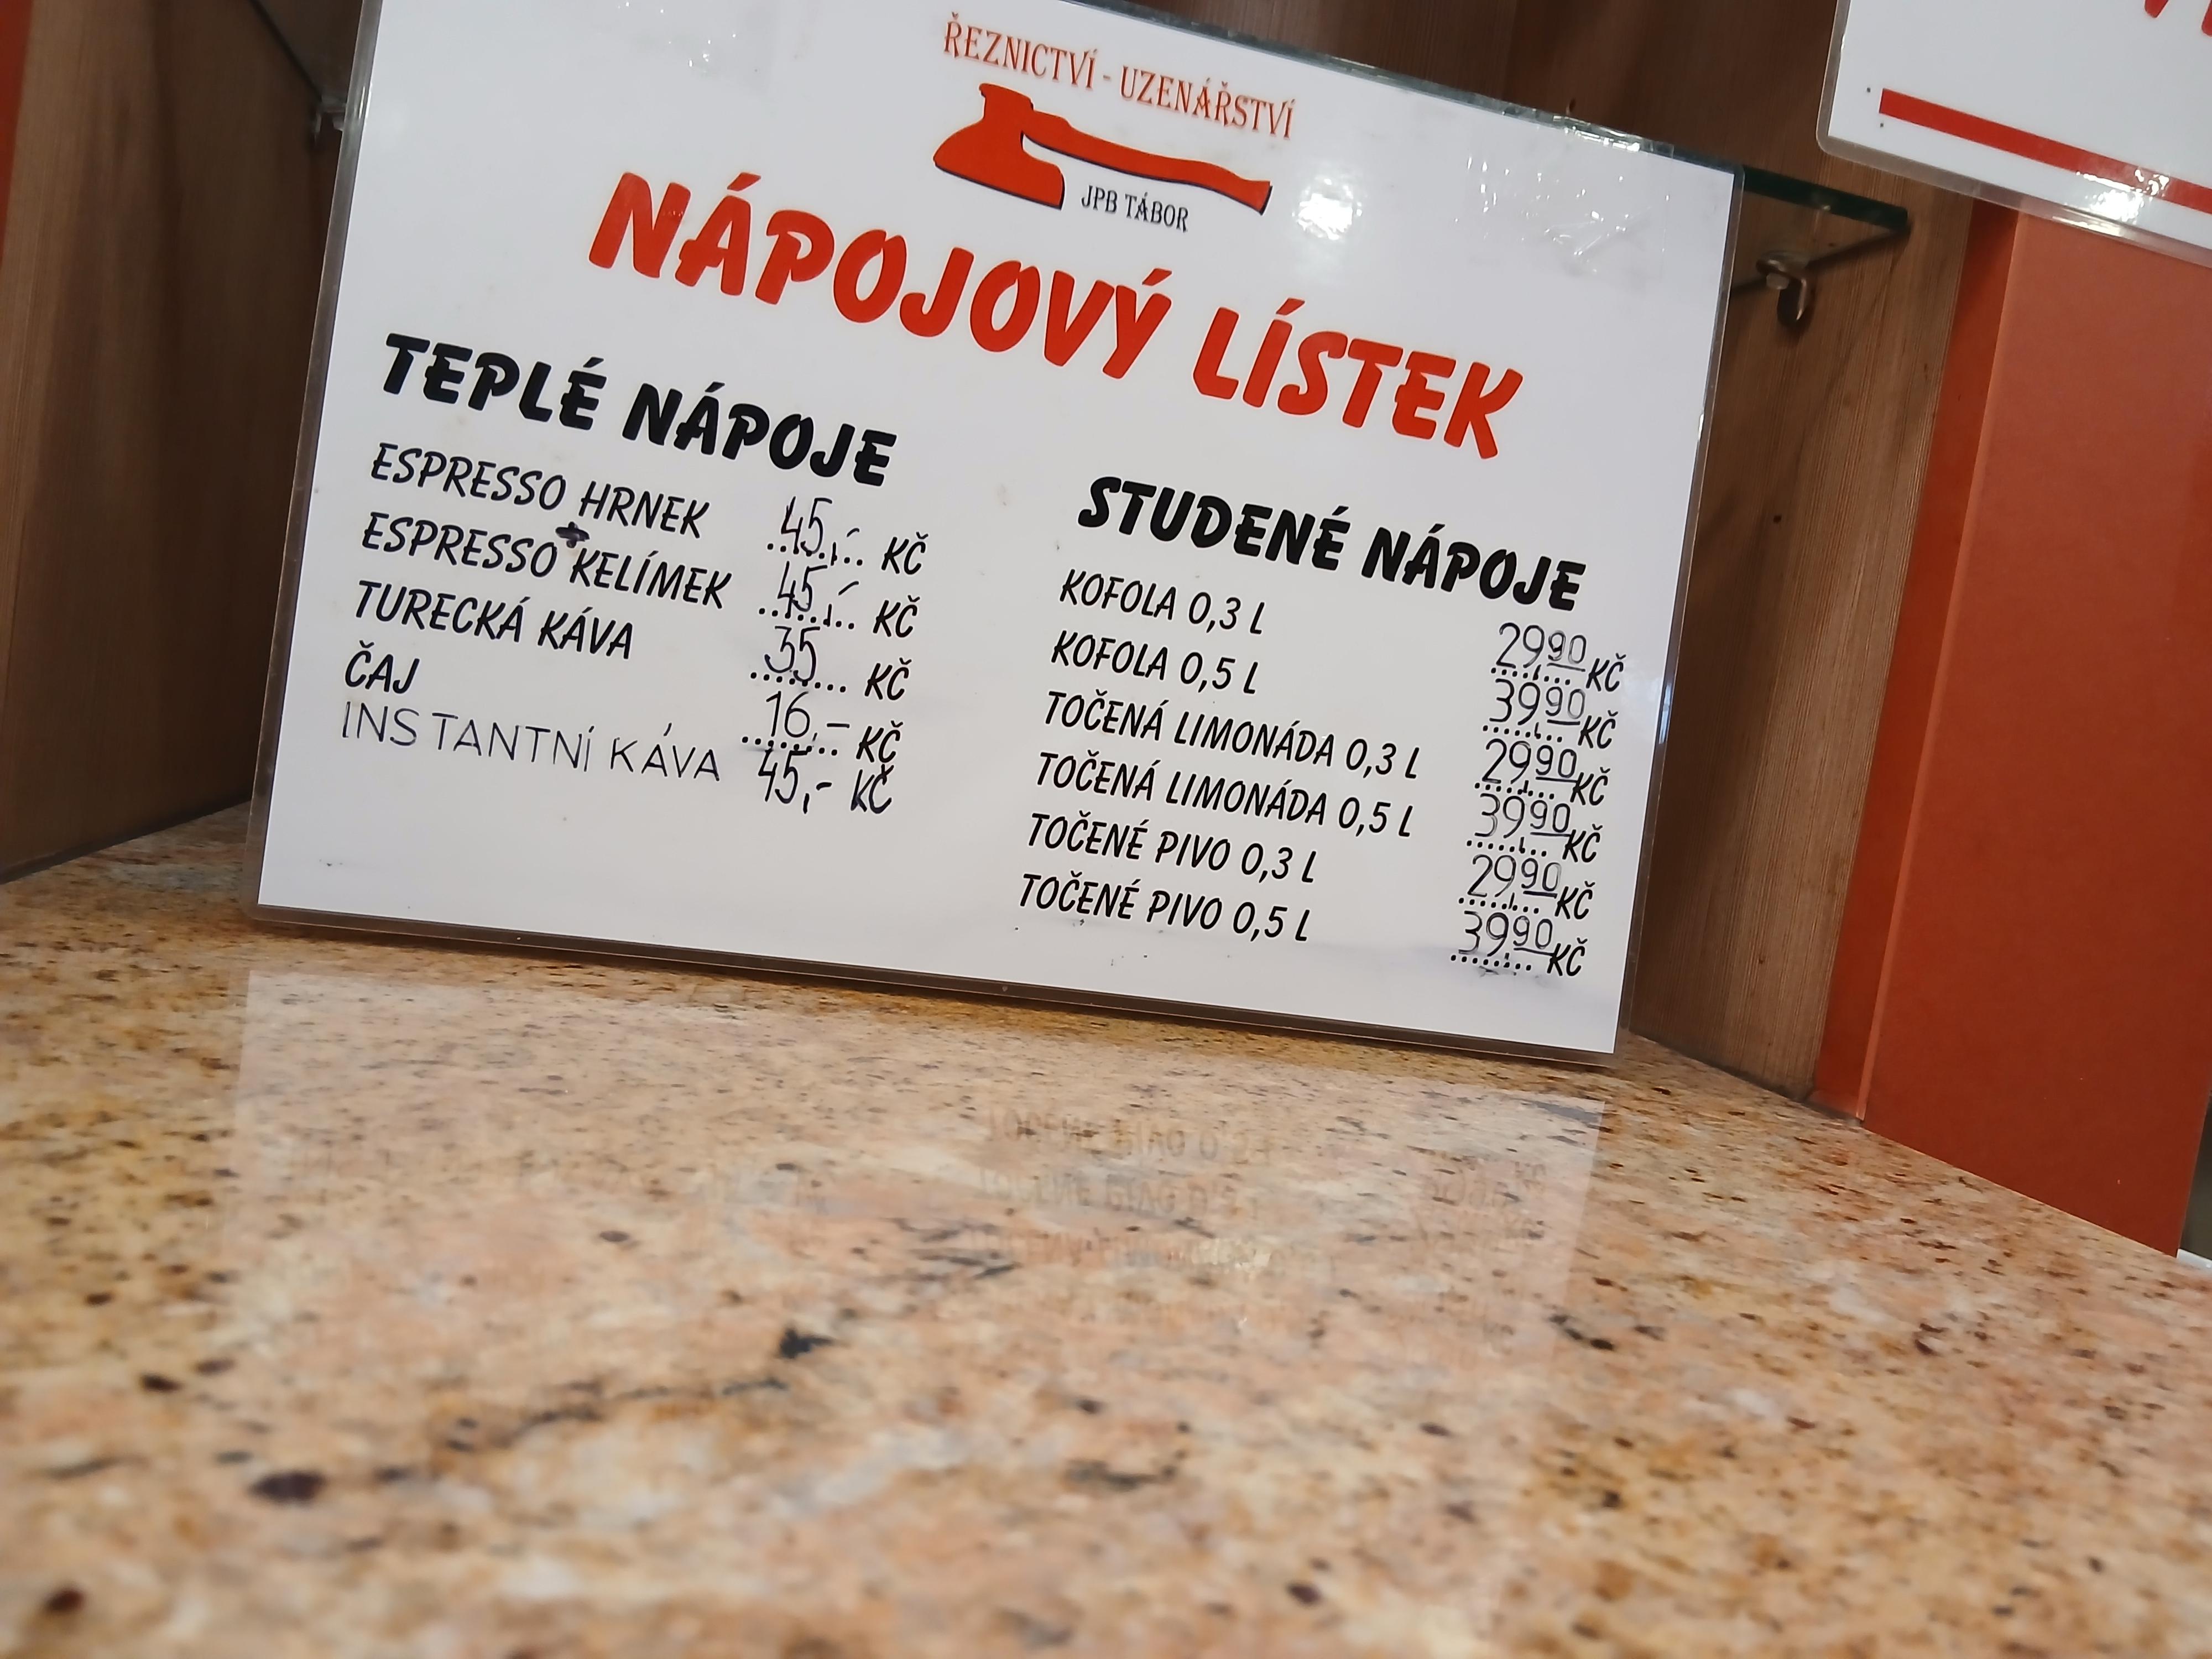 ŘEZNICTVÍ - UZENÁŘSTVÍ
JPB TÁBOR
NÁPOJOVÝ LÍSTEK
TEPLÉ NÁPOJE
ESPRESSO HRNEK 45,- KČ
ESPRESSO KELÍMEK 45,- KČ
TURECKÁ KÁVA 35 KČ
ČAJ 16,- KČ
INSTANTNÍ KÁVA 45,- KČ
STUDENÉ NÁPOJE
KOFOLA 0,3 L 29,90 KČ
KOFOLA 0,5 L 39,90 KČ
TOČENÁ LIMONÁDA 0,3 L 29,90 KČ
TOČENÁ LIMONÁDA 0,5 L 39,90 KČ
TOČENÉ PIVO 0,3 L 29,90 KČ
TOČENÉ PIVO 0,5 L 39,90 KČ